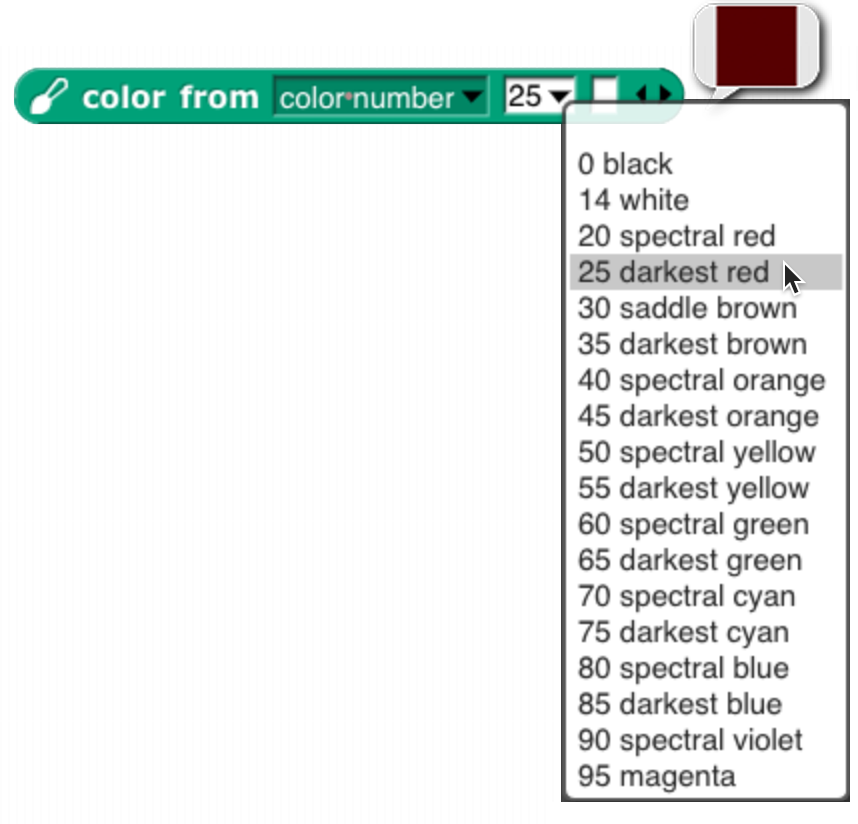 color from color number 25
0 black
14 white
20 spectral red
25 darkest red
30 saddle brown
35 darkest brown
40 spectral orange
45 darkest orange
50 spectral yellow
55 darkest yellow
60 spectral green
65 darkest green
70 spectral cyan
75 darkest cyan
80 spectral blue
85 darkest blue
90 spectral violet
95 magenta